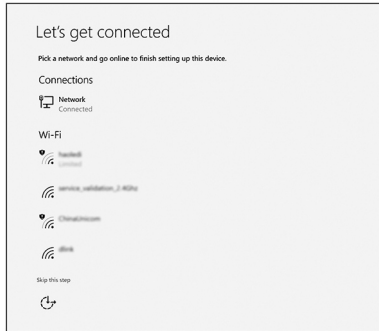 Let's get connected
Pick a network and go online to finish setting up this device.
Connections
Network
Connected
Wi-Fi
Limited
service_validation_2.4Ghz
ChinaUnicom
dlink
Skip this step